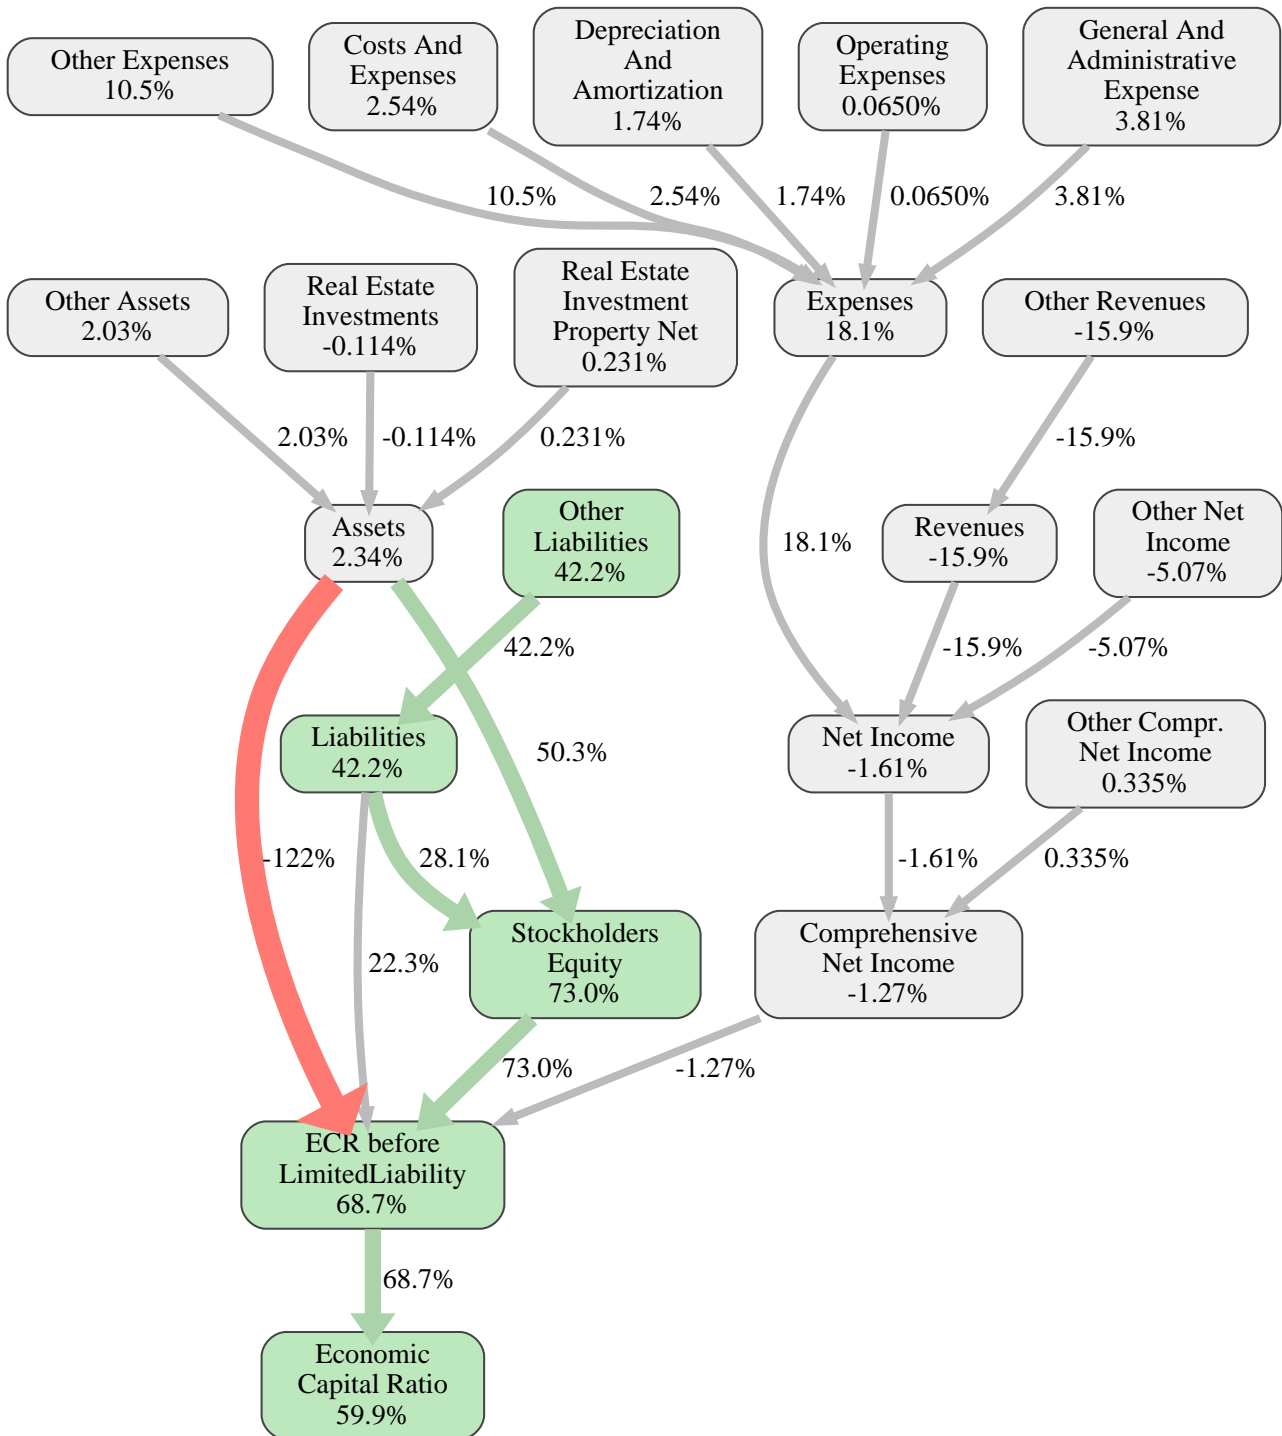 Other Expenses
10.5%
Costs And
Expenses
2.54%
Depreciation
And
Amortization
1.74%
Operating
Expenses
0.0650%
General And
Administrative
Expense
3.81%
10.5%
2.54%
1.74%
0.0650%
3.81%
Other Assets
2.03%
Real Estate
Investments
-0.114%
Real Estate
Investment
Property Net
0.231%
Expenses
18.1%
Other Revenues
-15.9%
2.03%
-0.114%
0.231%
-15.9%
Assets
2.34%
Other
Liabilities
42.2%
18.1%
Revenues
-15.9%
Other Net
Income
-5.07%
42.2%
-15.9%
-5.07%
Liabilities
42.2%
50.3%
Net Income
-1.61%
Other Compr.
Net Income
0.335%
-122%
28.1%
-1.61%
0.335%
22.3%
Stockholders
Equity
73.0%
Comprehensive
Net Income
-1.27%
73.0%
-1.27%
ECR before
LimitedLiability
68.7%
68.7%
Economic
Capital Ratio
59.9%